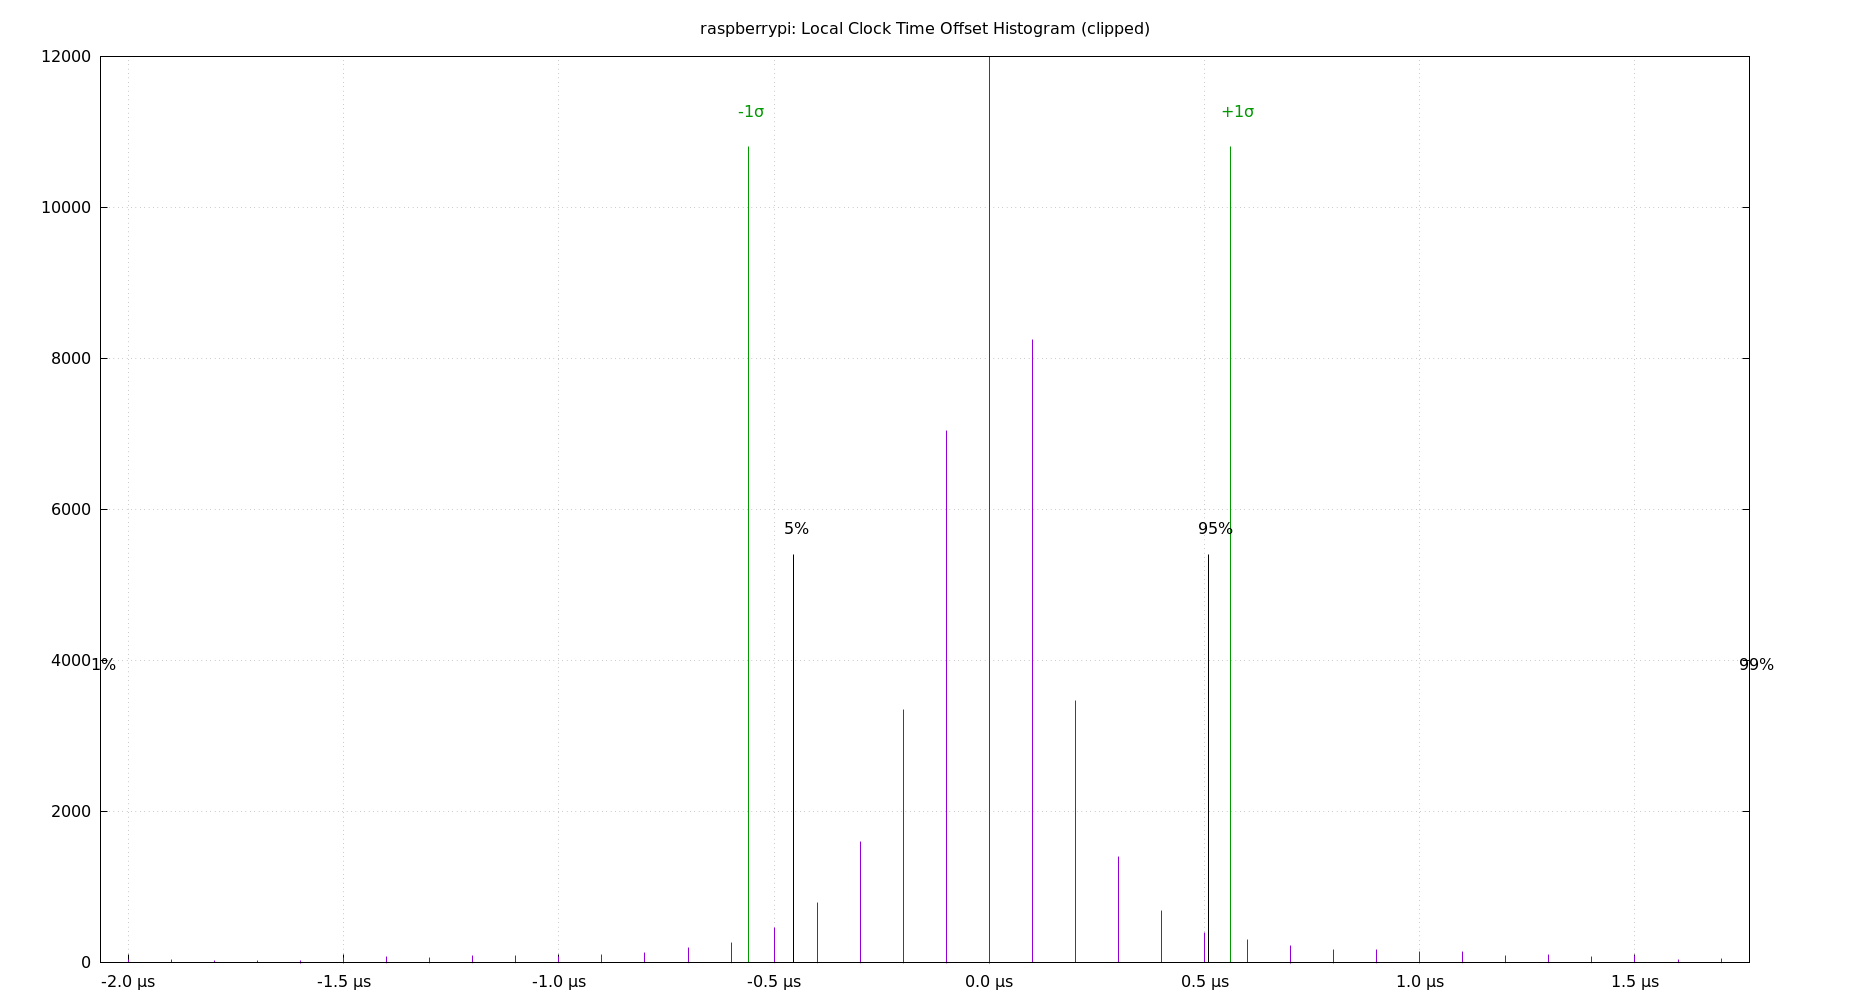 raspberrypi: Local Clock Time Offset Histogram (clipped)
12000
-1σ
+1σ
10000
8000
6000
5%
95%
4000
1%
99%
2000
0
-2.0 µs
-1.5 µs
-1.0 µs
-0.5 µs
0.0 µs
0.5 µs
1.0 µs
1.5 µs